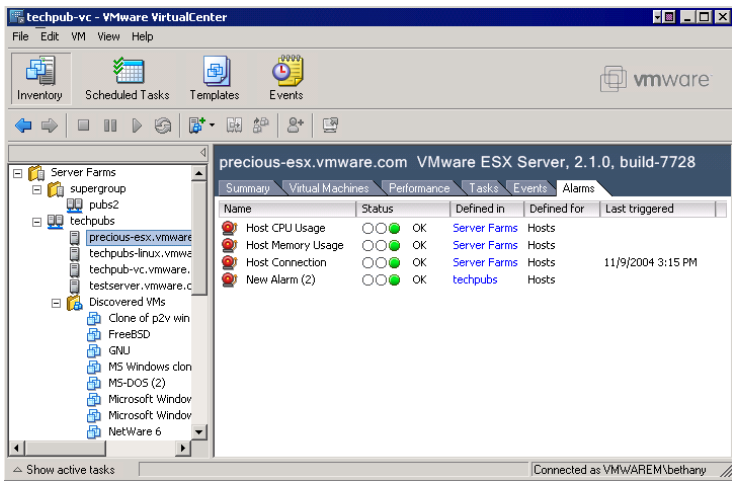 techpub-vc - VMware VirtualCenter
File Edit VM View Help
Inventory Scheduled Tasks Templates Events
vmware
precious-esx.vmware.com VMware ESX Server, 2.1.0, build-7728
Summary Virtual Machines Performance Tasks Events Alarms
Name Status Defined in Defined for Last triggered
Host CPU Usage OK Server Farms Hosts
Host Memory Usage OK Server Farms Hosts
Host Connection OK Server Farms Hosts 11/9/2004 3:15 PM
New Alarm (2) OK techpubs Hosts
Server Farms
supergroup
pubs2
techpubs
precious-esx.vmware
techpubs-linux.vmwa
techpub-vc.vmware.
testserver.vmware.c
Discovered VMs
Clone of p2v win
FreeBSD
GNU
MS Windows clon
MS-DOS (2)
Microsoft Window
Microsoft Window
NetWare 6
Show active tasks
Connected as VMWAREM\bethany